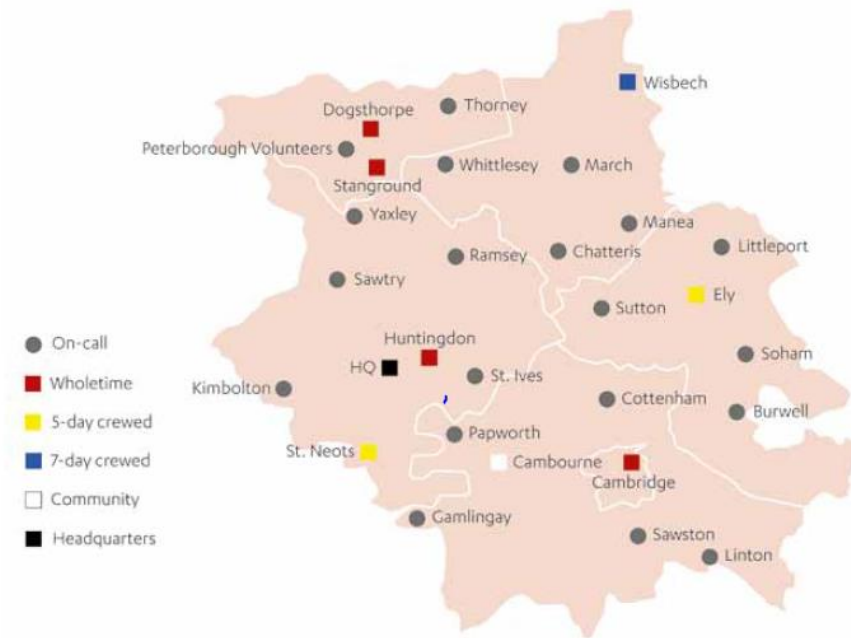 Wisbech
Thorney
Dogsthorpe
Peterborough Volunteers
Whittlesey
March
Stanground
Yaxley
Manea
Littleport
Ramsey
Chatteris
Sawtry
Ely
Sutton
Huntingdon
On-call
HQ
Soham
St. Ives
Wholetime
Kimbolton
Cottenham
Burwell
5-day crewed
Papworth
St. Neots
7-day crewed
Cambourne
Cambridge
Community
Gamlingay
Headquarters
Sawston
Linton